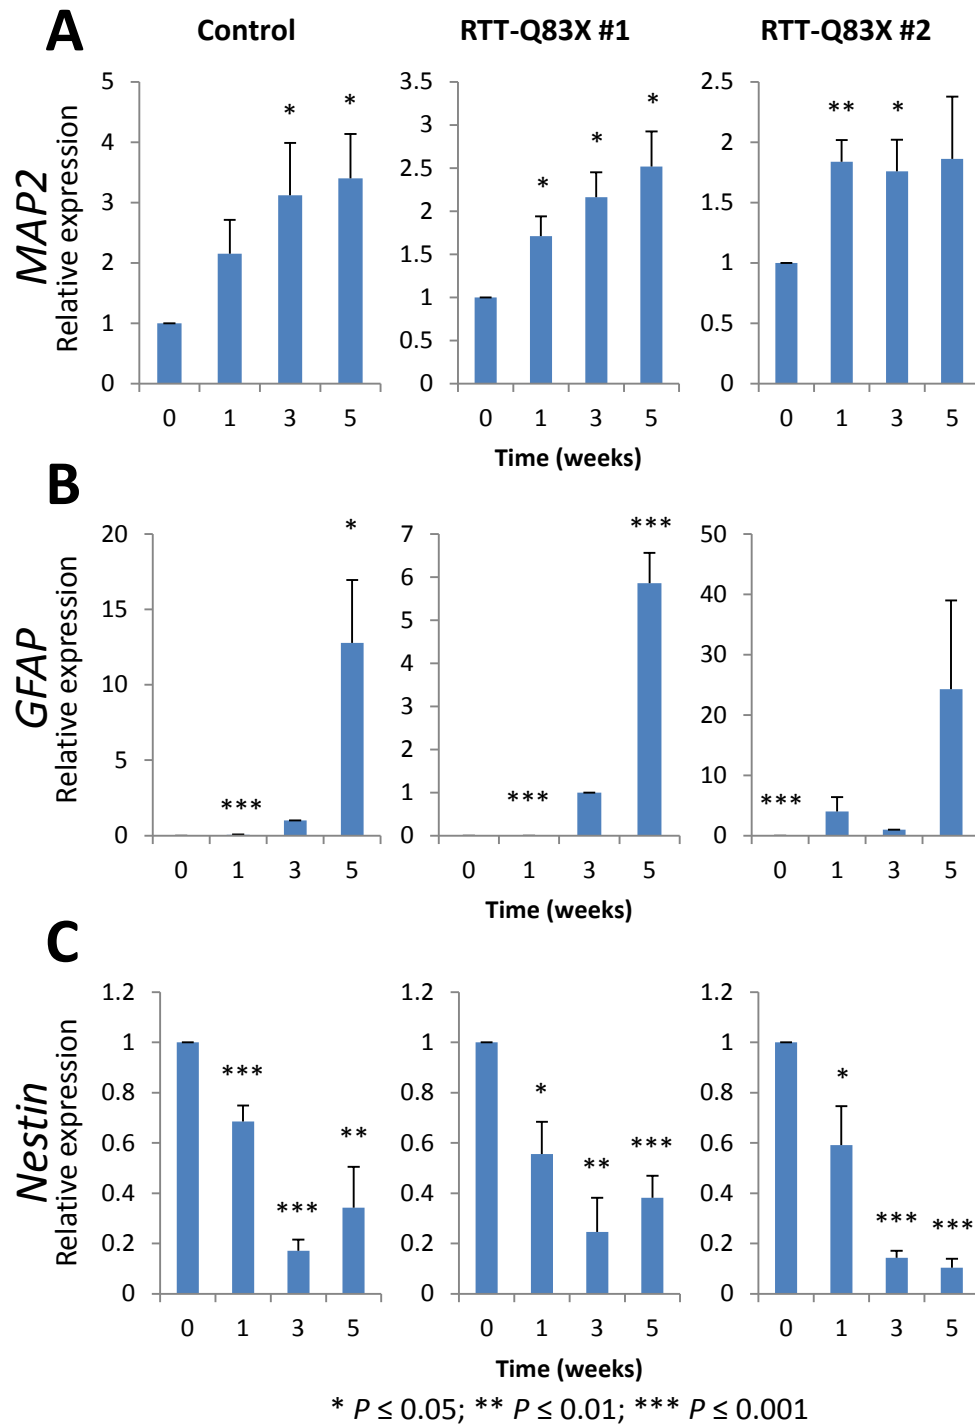 A
Control RTT-Q83X #1 RTT-Q83X #2
MAP2
Relative expression
5
4
3
2
1
0
* *
0 1 3 5
3.5
3
2.5
2
1.5
1
0.5
0
* * *
0 1 3 5
2.5
2
1.5
1
0.5
0
** *
0 1 3 5
Time (weeks)
B
GFAP
Relative expression
20
15
10
5
0
*** *
0 1 3 5
7
6
5
4
3
2
1
0
*** ***
0 1 3 5
50
40
30
20
10
0
***
0 1 3 5
Time (weeks)
C
Nestin
Relative expression
1.2
1
0.8
0.6
0.4
0.2
0
*** *** **
0 1 3 5
1.2
1
0.8
0.6
0.4
0.2
0
* ** ***
0 1 3 5
1.2
1
0.8
0.6
0.4
0.2
0
* *** ***
0 1 3 5
Time (weeks)
* P ≤ 0.05; ** P ≤ 0.01; *** P ≤ 0.001